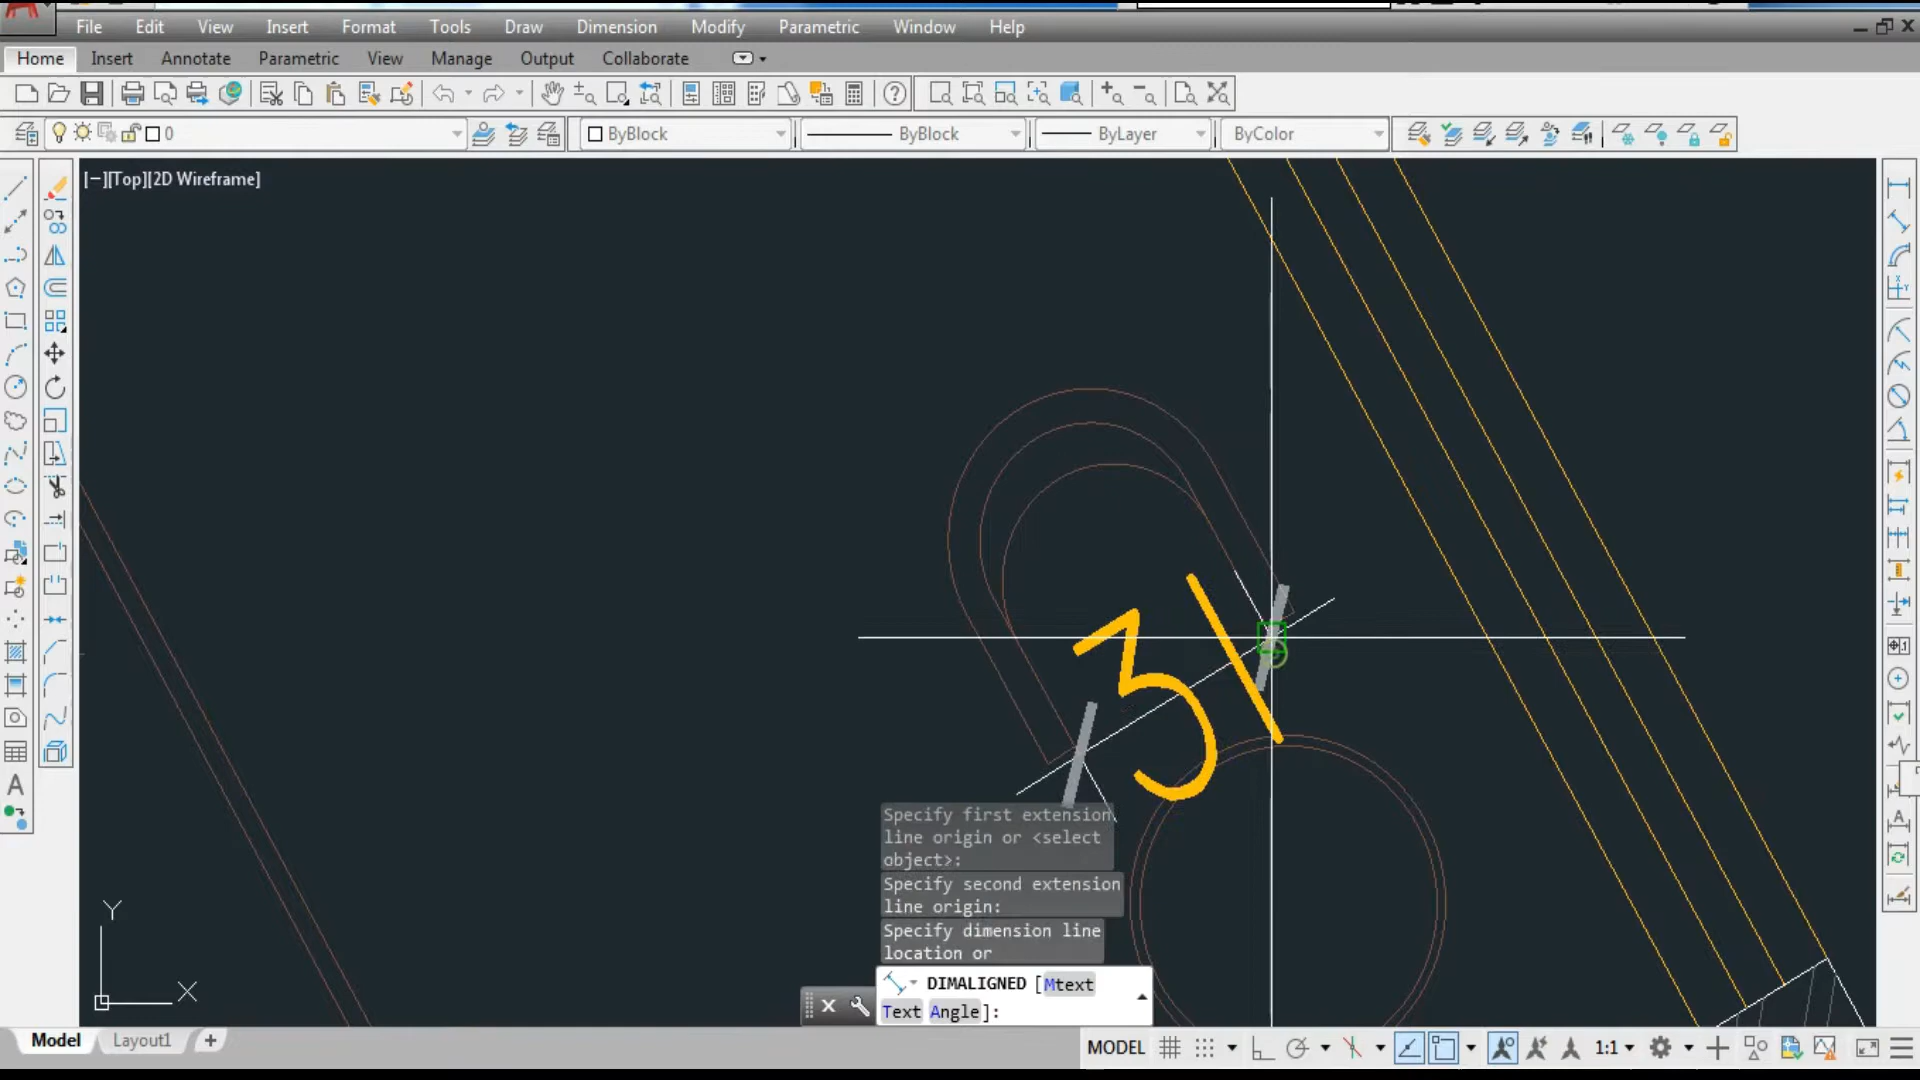 File Edit View Insert Format Tools Draw Dimension Modify Parametric Window Help
Home Insert Annotate Parametric View Manage Output Collaborate
0 ByBlock ByBlock ByLayer ByColor
[−][Top][2D Wireframe]
31
Specify first extension
line origin or <select
object>:
Specify second extension
line origin:
Specify dimension line
location or
DIMALIGNED [Mtext
Text Angle]:
Y
X
Model Layout1 +
MODEL 1:1